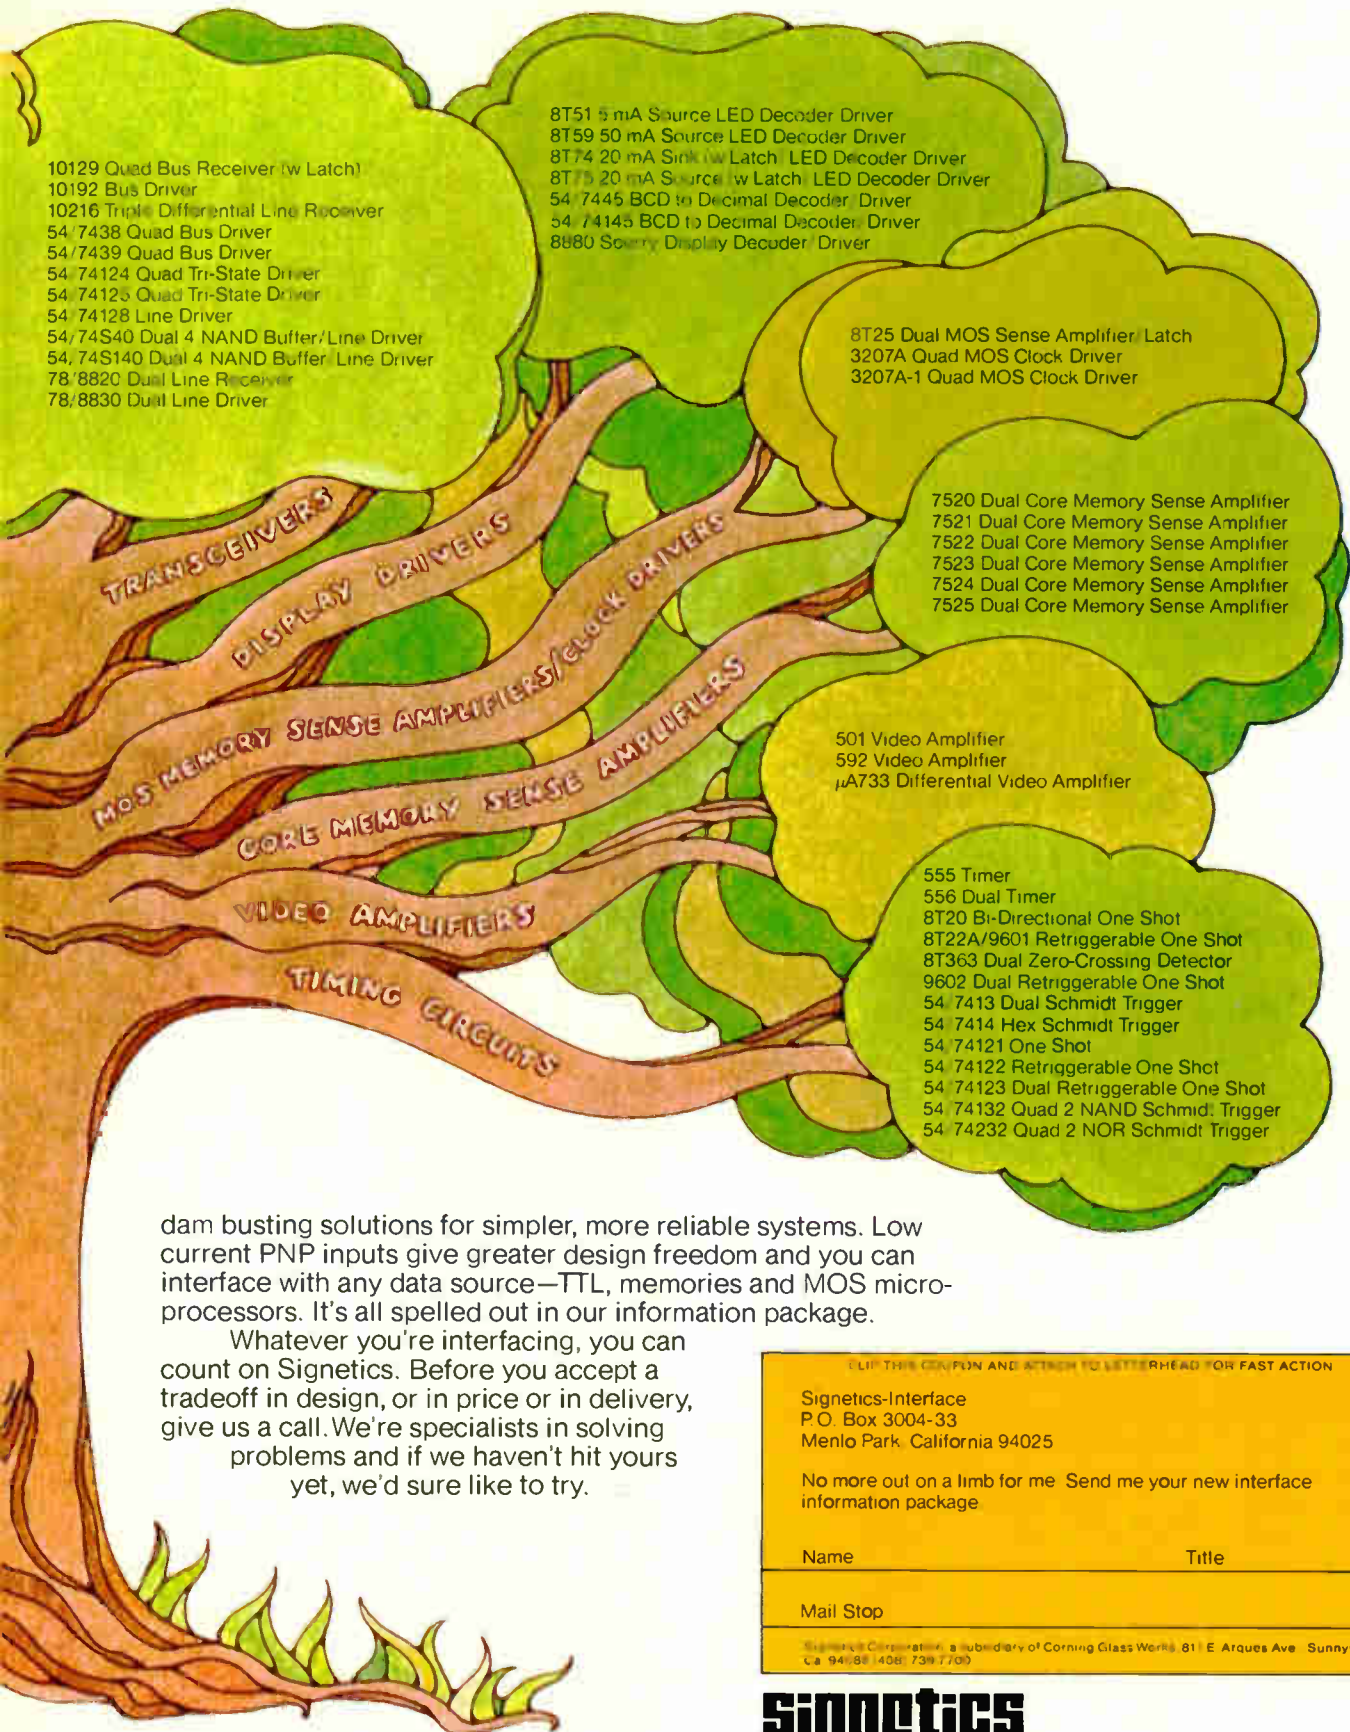 10129 Quad Bus Receiver (w Latch)
10192 Bus Driver
10216 Triple Differential Line Receiver
54/7438 Quad Bus Driver
54/7439 Quad Bus Driver
54/74124 Quad Tri-State Driver
54/74125 Quad Tri-State Driver
54/74128 Line Driver
54/74S40 Dual 4 NAND Buffer/Line Driver
54/74S140 Dual 4 NAND Buffer Line Driver
78/8820 Dual Line Receiver
78/8830 Dual Line Driver
8T51 5 mA Source LED Decoder Driver
8T59 50 mA Source LED Decoder Driver
8T74 20 mA Sink (w Latch) LED Decoder Driver
8T75 20 mA Source (w Latch) LED Decoder Driver
54/7445 BCD to Decimal Decoder/Driver
54/74145 BCD to Decimal Decoder/Driver
8880 Display Decoder/Driver
8T25 Dual MOS Sense Amplifier/Latch
3207A Quad MOS Clock Driver
3207A-1 Quad MOS Clock Driver
7520 Dual Core Memory Sense Amplifier
7521 Dual Core Memory Sense Amplifier
7522 Dual Core Memory Sense Amplifier
7523 Dual Core Memory Sense Amplifier
7524 Dual Core Memory Sense Amplifier
7525 Dual Core Memory Sense Amplifier
TRANSCEIVERS
DISPLAY DRIVERS
MOS MEMORY SENSE AMPLIFIERS/CLOCK DRIVERS
CORE MEMORY SENSE AMPLIFIERS
VIDEO AMPLIFIERS
TIMING CIRCUITS
501 Video Amplifier
592 Video Amplifier
µA733 Differential Video Amplifier
555 Timer
556 Dual Timer
8T20 Bi-Directional One Shot
8T22A/9601 Retriggerable One Shot
8T363 Dual Zero-Crossing Detector
9602 Dual Retriggerable One Shot
54/7413 Dual Schmidt Trigger
54/7414 Hex Schmidt Trigger
54/74121 One Shot
54/74122 Retriggerable One Shot
54/74123 Dual Retriggerable One Shot
54/74132 Quad 2 NAND Schmidt Trigger
54/74232 Quad 2 NOR Schmidt Trigger
dam busting solutions for simpler, more reliable systems. Low
current PNP inputs give greater design freedom and you can
interface with any data source—TTL, memories and MOS micro-
processors. It's all spelled out in our information package.
Whatever you're interfacing, you can
count on Signetics. Before you accept a
tradeoff in design, or in price or in delivery,
give us a call. We're specialists in solving
problems and if we haven't hit yours
yet, we'd sure like to try.
CLIP THIS COUPON AND ATTACH TO LETTERHEAD FOR FAST ACTION
Signetics-Interface
P.O. Box 3004-33
Menlo Park, California 94025
No more out on a limb for me. Send me your new interface
information package.
Name Title
Mail Stop
Signetics Corporation, a subsidiary of Corning Glass Works, 811 E. Arques Ave. Sunny
Ca 94 (408) 739-7700
signetics